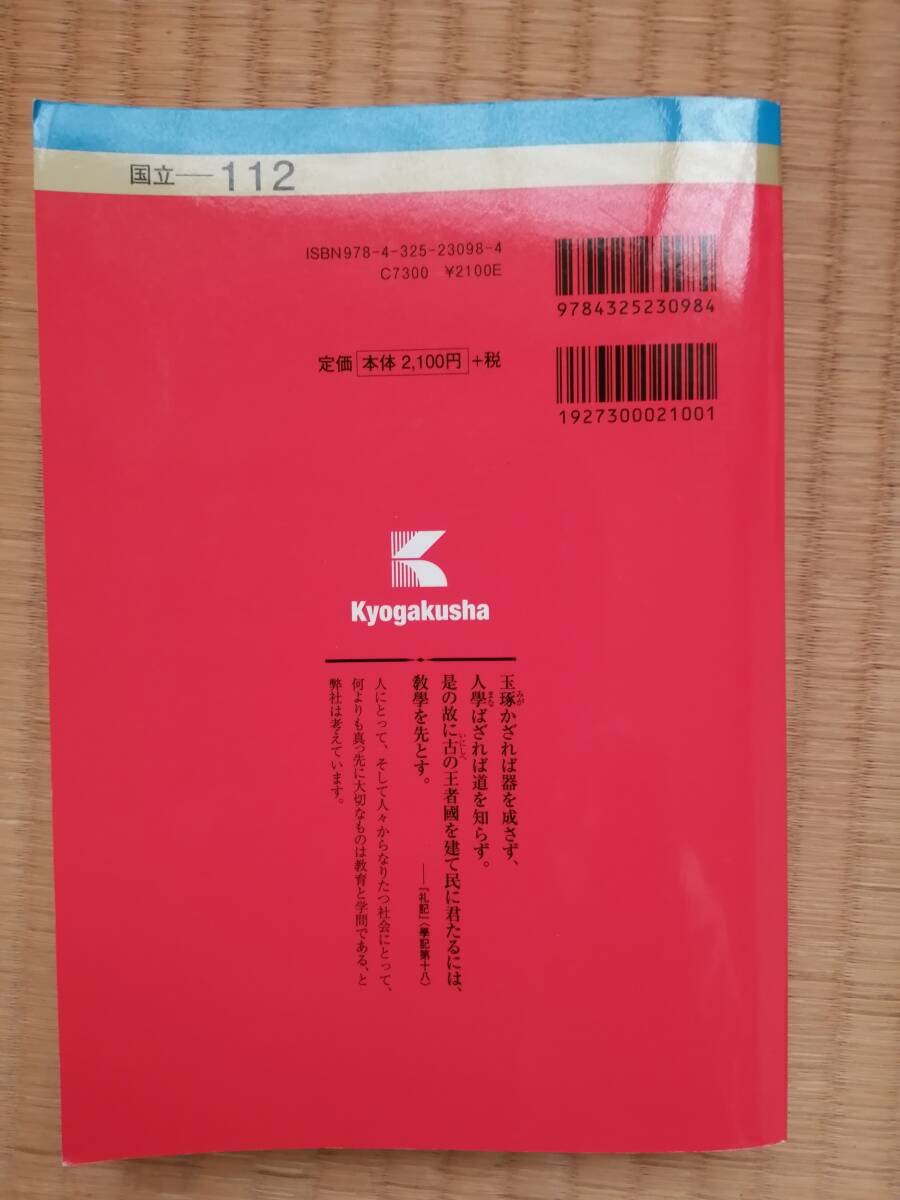 国立―112
ISBN978-4-325-23098-4
C7300 ¥2100E
9784325230984
定価 本体 2,100円 +税
1927300021001
Kyogakusha
玉琢かざれば器を成さず、
人學ばざれば道を知らず。
是の故に古の王者國を建て民に君たるには、
教學を先とす。
――『礼記』(學記第十八)
人にとって、そして人々からなりたつ社会にとって、
何よりも真っ先に大切なものは教育と学問である、と
弊社は考えています。